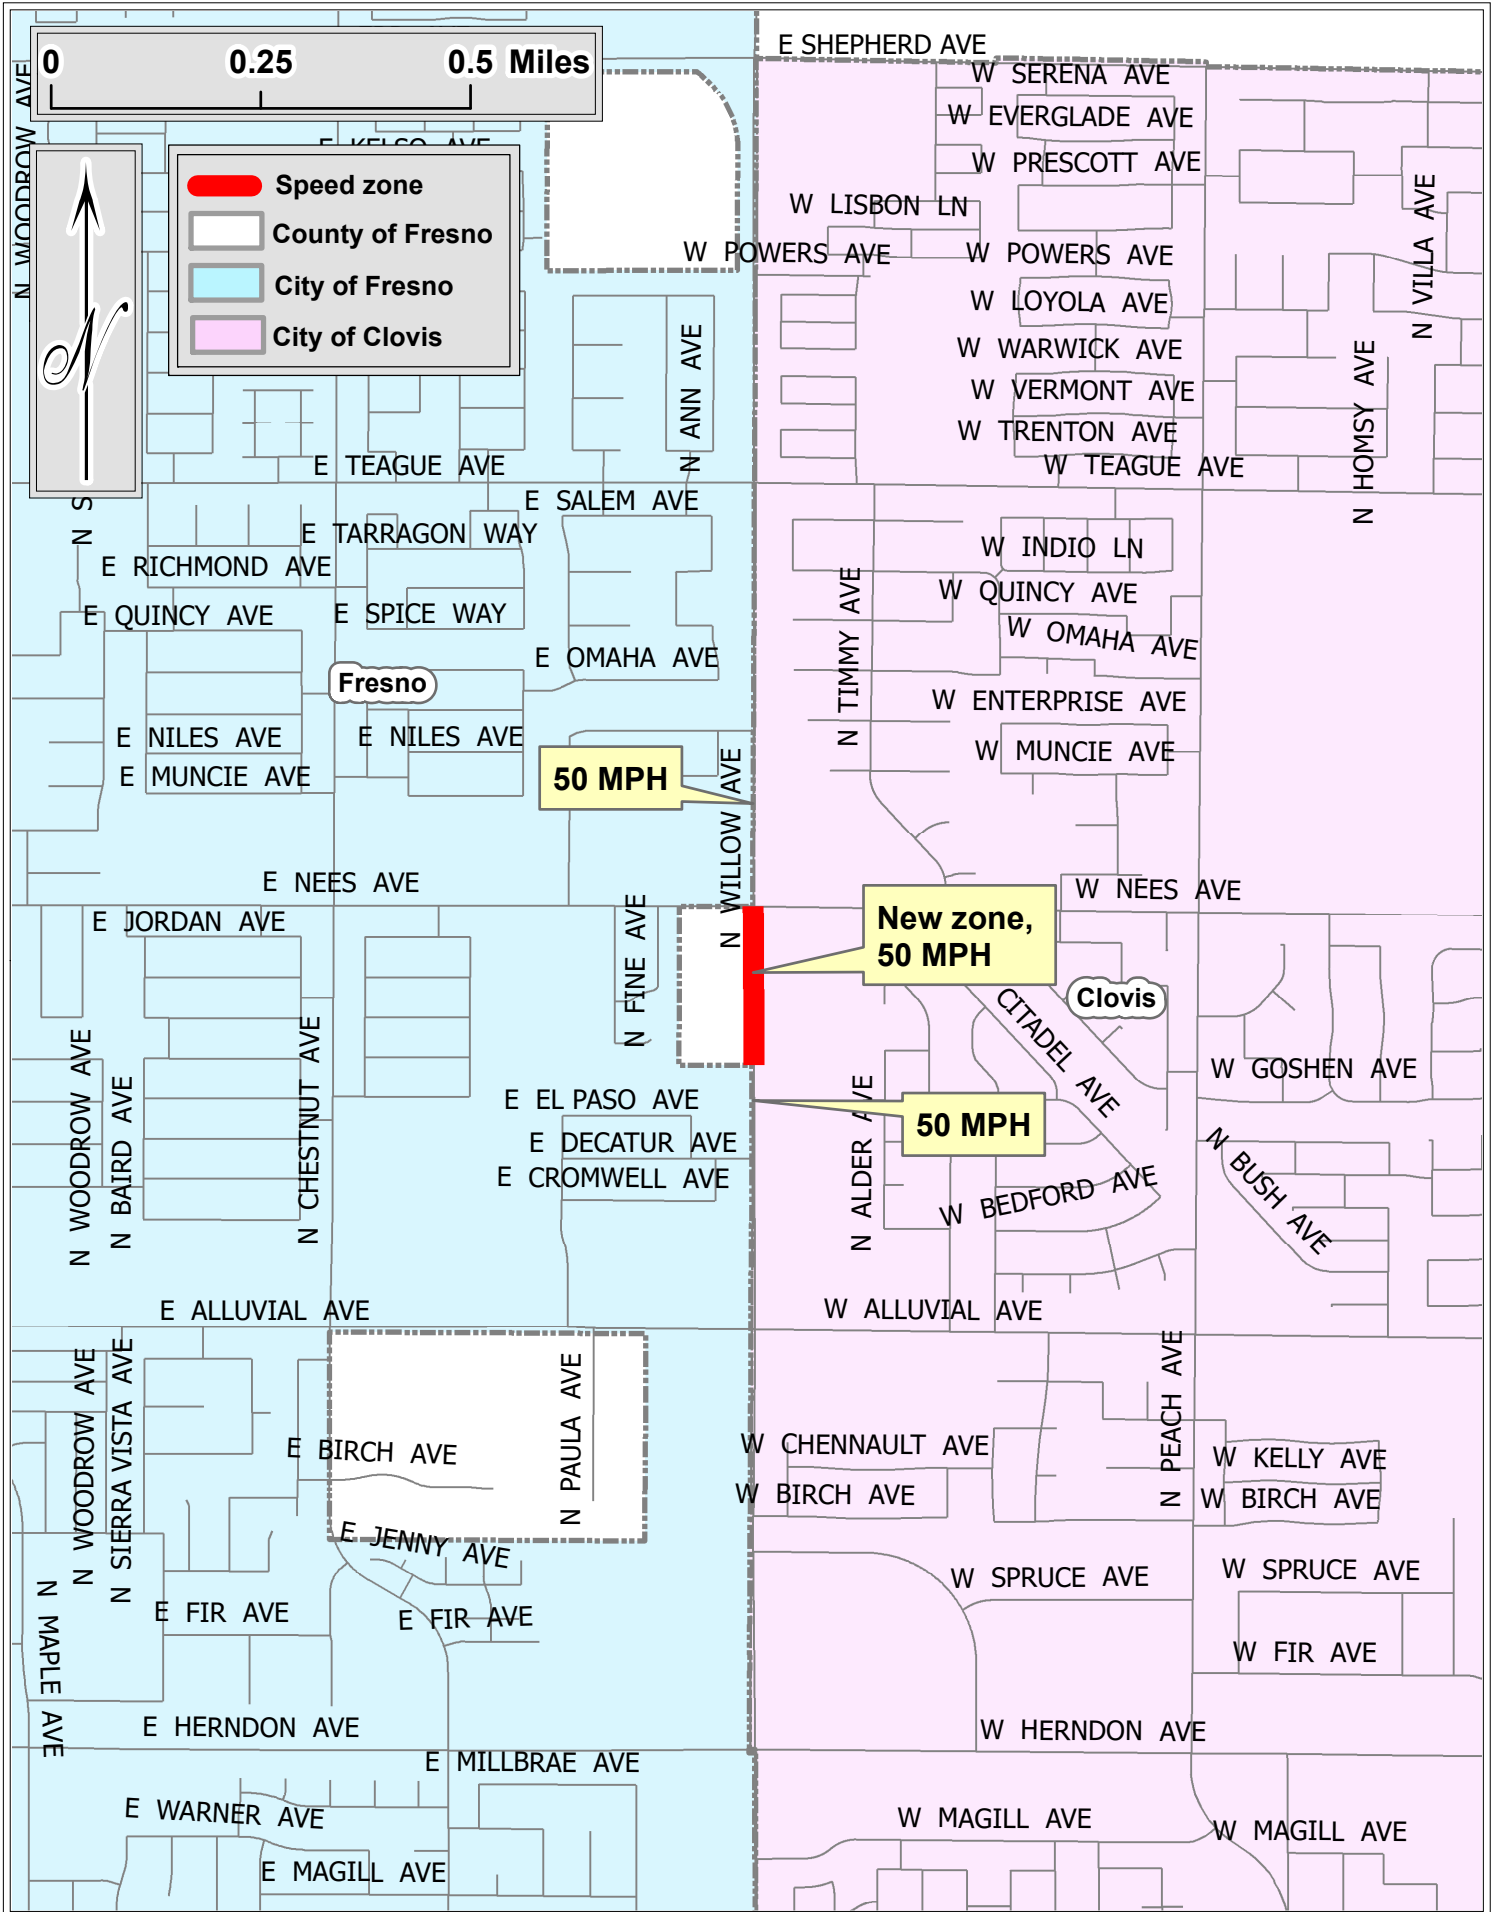 E SHEPHERD AVE
0 0.25 0.5 Miles
W SERENA AVE
N WOODROW AVE
W EVERGLADE AVE
E KELSO AVE
W PRESCOTT AVE
Speed zone
County of Fresno
City of Fresno
City of Clovis
N
W LISBON LN
N VILLA AVE
W POWERS AVE
W POWERS AVE
W LOYOLA AVE
W WARWICK AVE
N ANN AVE
N HOMSY AVE
W VERMONT AVE
W TRENTON AVE
E TEAGUE AVE
W TEAGUE AVE
E SALEM AVE
N S
E TARRAGON WAY
W INDIO LN
E RICHMOND AVE
W QUINCY AVE
E QUINCY AVE
E SPICE WAY
N TIMMY AVE
W OMAHA AVE
E OMAHA AVE
Fresno
W ENTERPRISE AVE
E NILES AVE
E NILES AVE
W MUNCIE AVE
E MUNCIE AVE
50 MPH
N WILLOW AVE
E NEES AVE
W NEES AVE
E JORDAN AVE
N FINE AVE
New zone,
50 MPH
Clovis
CITADEL AVE
N WOODROW AVE
N BAIRD AVE
N CHESTNUT AVE
W GOSHEN AVE
E EL PASO AVE
N ALDER AVE
50 MPH
E DECATUR AVE
E CROMWELL AVE
W BEDFORD AVE
N BUSH AVE
E ALLUVIAL AVE
W ALLUVIAL AVE
N WOODROW AVE
N SIERRA VISTA AVE
N PAULA AVE
N PEACH AVE
E BIRCH AVE
W CHENNAULT AVE
W KELLY AVE
W BIRCH AVE
W BIRCH AVE
E JENNY AVE
W SPRUCE AVE
W SPRUCE AVE
N MAPLE AVE
E FIR AVE
E FIR AVE
W FIR AVE
E HERNDON AVE
W HERNDON AVE
E MILLBRAE AVE
E WARNER AVE
W MAGILL AVE
W MAGILL AVE
E MAGILL AVE